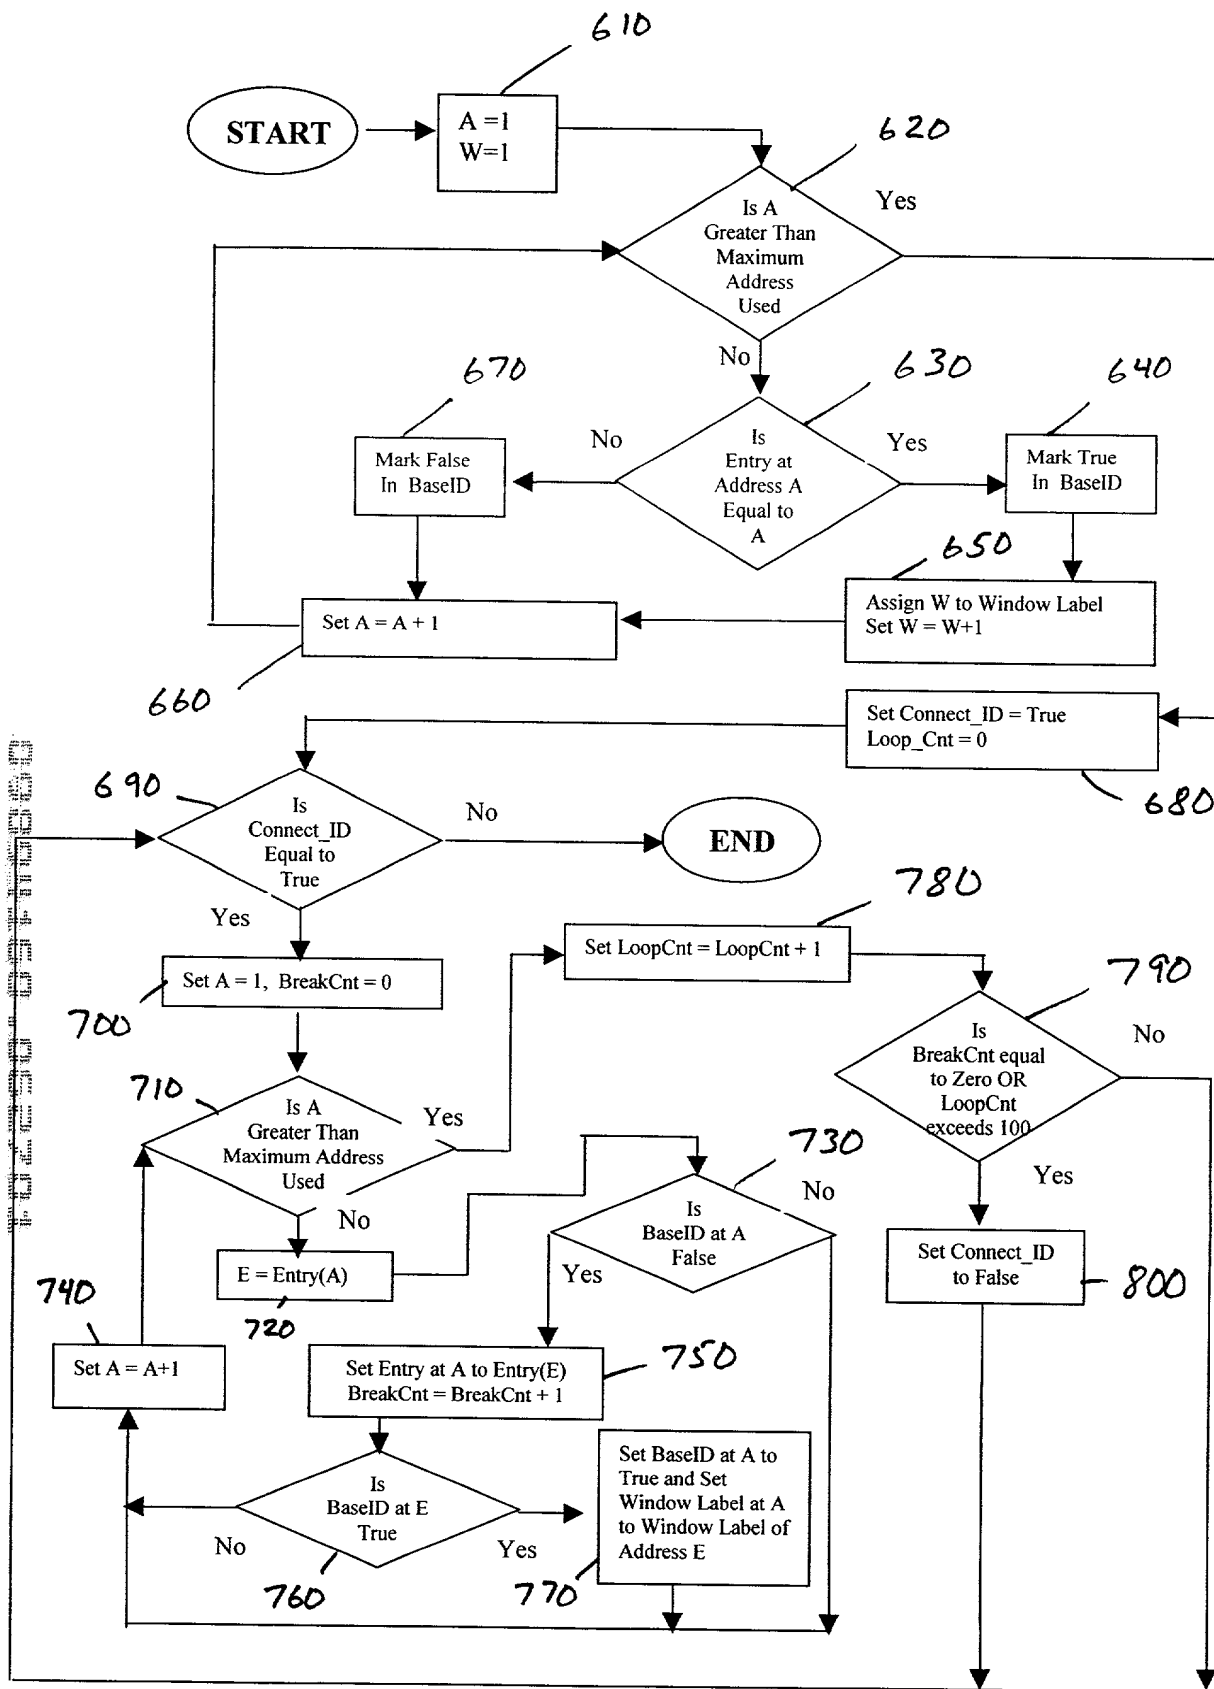 610
START
A =1
W=1
620
Is A
Greater Than
Maximum
Address
Used
Yes
No
670
630
640
Mark False
In BaseID
No
Is
Entry at
Address A
Equal to
A
Yes
Mark True
In BaseID
650
Set A = A + 1
Assign W to Window Label
Set W = W+1
660
Set Connect_ID = True
Loop_Cnt = 0
680
690
Is
Connect_ID
Equal to
True
No
END
Yes
780
Set LoopCnt = LoopCnt + 1
Set A = 1, BreakCnt = 0
700
790
Is
BreakCnt equal
to Zero OR
LoopCnt
exceeds 100
No
Yes
710
Is A
Greater Than
Maximum Address
Used
Yes
No
730
Is
BaseID at A
False
No
Yes
E = Entry(A)
720
Set Connect_ID
to False
800
740
Set A = A+1
Set Entry at A to Entry(E)
BreakCnt = BreakCnt + 1
750
Is
BaseID at E
True
No
Yes
760
Set BaseID at A to
True and Set
Window Label at A
to Window Label of
Address E
770